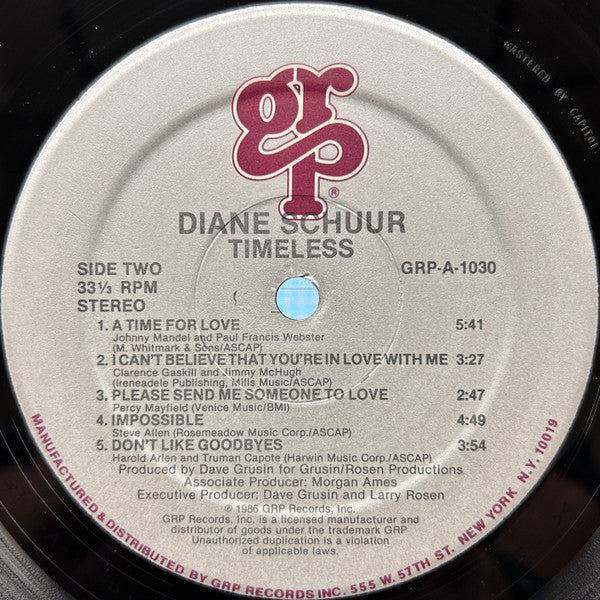 MASTERED BY CAPITOL
grp®
DIANE SCHUUR
TIMELESS
SIDE TWO
33⅓ RPM
STEREO
GRP-A-1030
1. A TIME FOR LOVE 5:41
Johnny Mandel and Paul Francis Webster
(M. Whitmark & Sons/ASCAP)
2. I CAN'T BELIEVE THAT YOU'RE IN LOVE WITH ME 3:27
Clarence Gaskill and Jimmy McHugh
(Ireneadele Publishing, Mills Music/ASCAP)
3. PLEASE SEND ME SOMEONE TO LOVE 2:47
Percy Mayfield (Venice Music/BMI)
4. IMPOSSIBLE 4:49
Steve Allen (Rosemeadow Music Corp./ASCAP)
5. DON'T LIKE GOODBYES 3:54
Harold Arlen and Truman Capote (Harwin Music Corp./ASCAP)
Produced by Dave Grusin for Grusin/Rosen Productions
Associate Producer: Morgan Ames
Executive Producer: Dave Grusin and Larry Rosen
℗ 1986 GRP Records, Inc.
GRP Records, Inc. is a licensed manufacturer and
distributor of goods under the trademark GRP
Unauthorized duplication is a violation
of applicable laws.
MANUFACTURED & DISTRIBUTED BY GRP RECORDS INC. 555 W. 57TH ST. NEW YORK N.Y. 10019